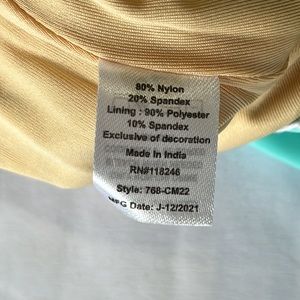 80% Nylon
20% Spandex
Lining : 90% Polyester
10% Spandex
Exclusive of decoration
Made In India
RN#118246
Style: 768-CM22
MFG Date: J-12/2021